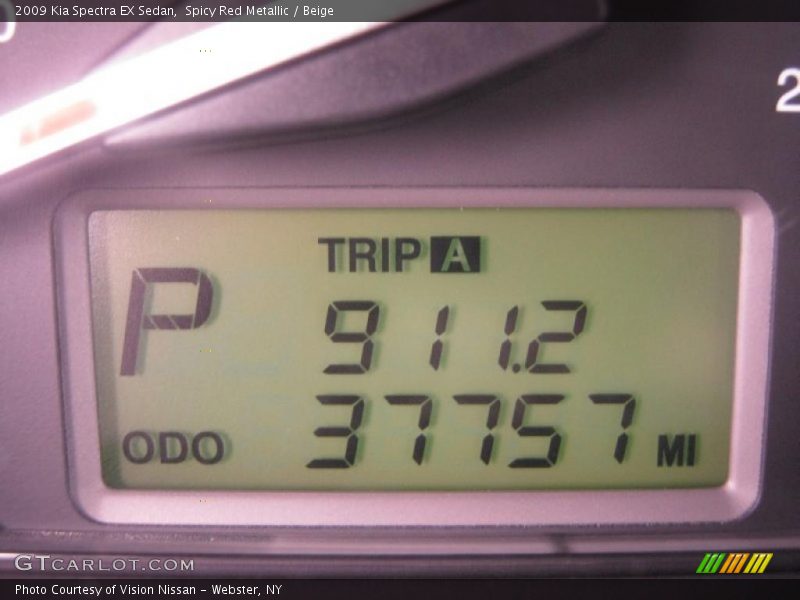 2009 Kia Spectra EX Sedan,  Spicy Red Metallic / Beige
2
TRIP A
P
911.2
ODO 37757 MI
GTCARLOT.COM
Photo Courtesy of Vision Nissan - Webster, NY